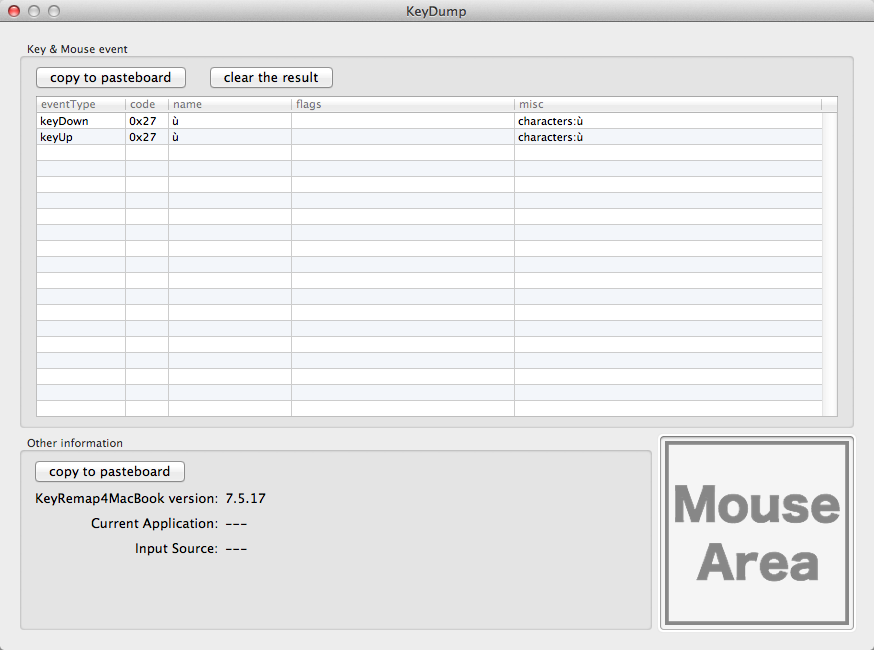 KeyDump
Key & Mouse event
copy to pasteboard clear the result
eventType code name flags misc
keyDown 0x27 ù characters:ù
keyUp 0x27 ù characters:ù
Other information
copy to pasteboard
KeyRemap4MacBook version: 7.5.17
Current Application: ---
Input Source: ---
Mouse
Area